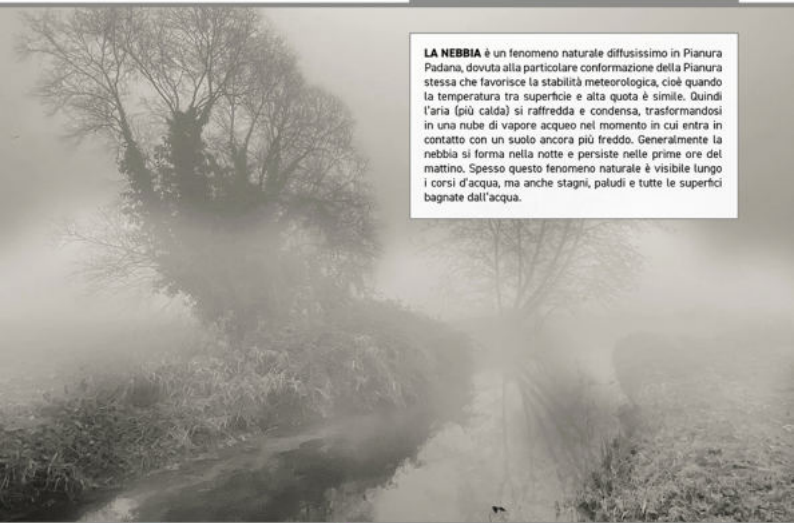 LA NEBBIA è un fenomeno naturale diffusissimo in Pianura
Padana, dovuta alla particolare conformazione della Pianura
stessa che favorisce la stabilità meteorologica, cioè quando
la temperatura tra superficie e alta quota è simile. Quindi
l'aria (più calda) si raffredda e condensa, trasformandosi
in una nube di vapore acqueo nel momento in cui entra in
contatto con un suolo ancora più freddo. Generalmente la
nebbia si forma nella notte e persiste nelle prime ore del
mattino. Spesso questo fenomeno naturale è visibile lungo
i corsi d'acqua, ma anche stagni, paludi e tutte le superfici
bagnate dall'acqua.